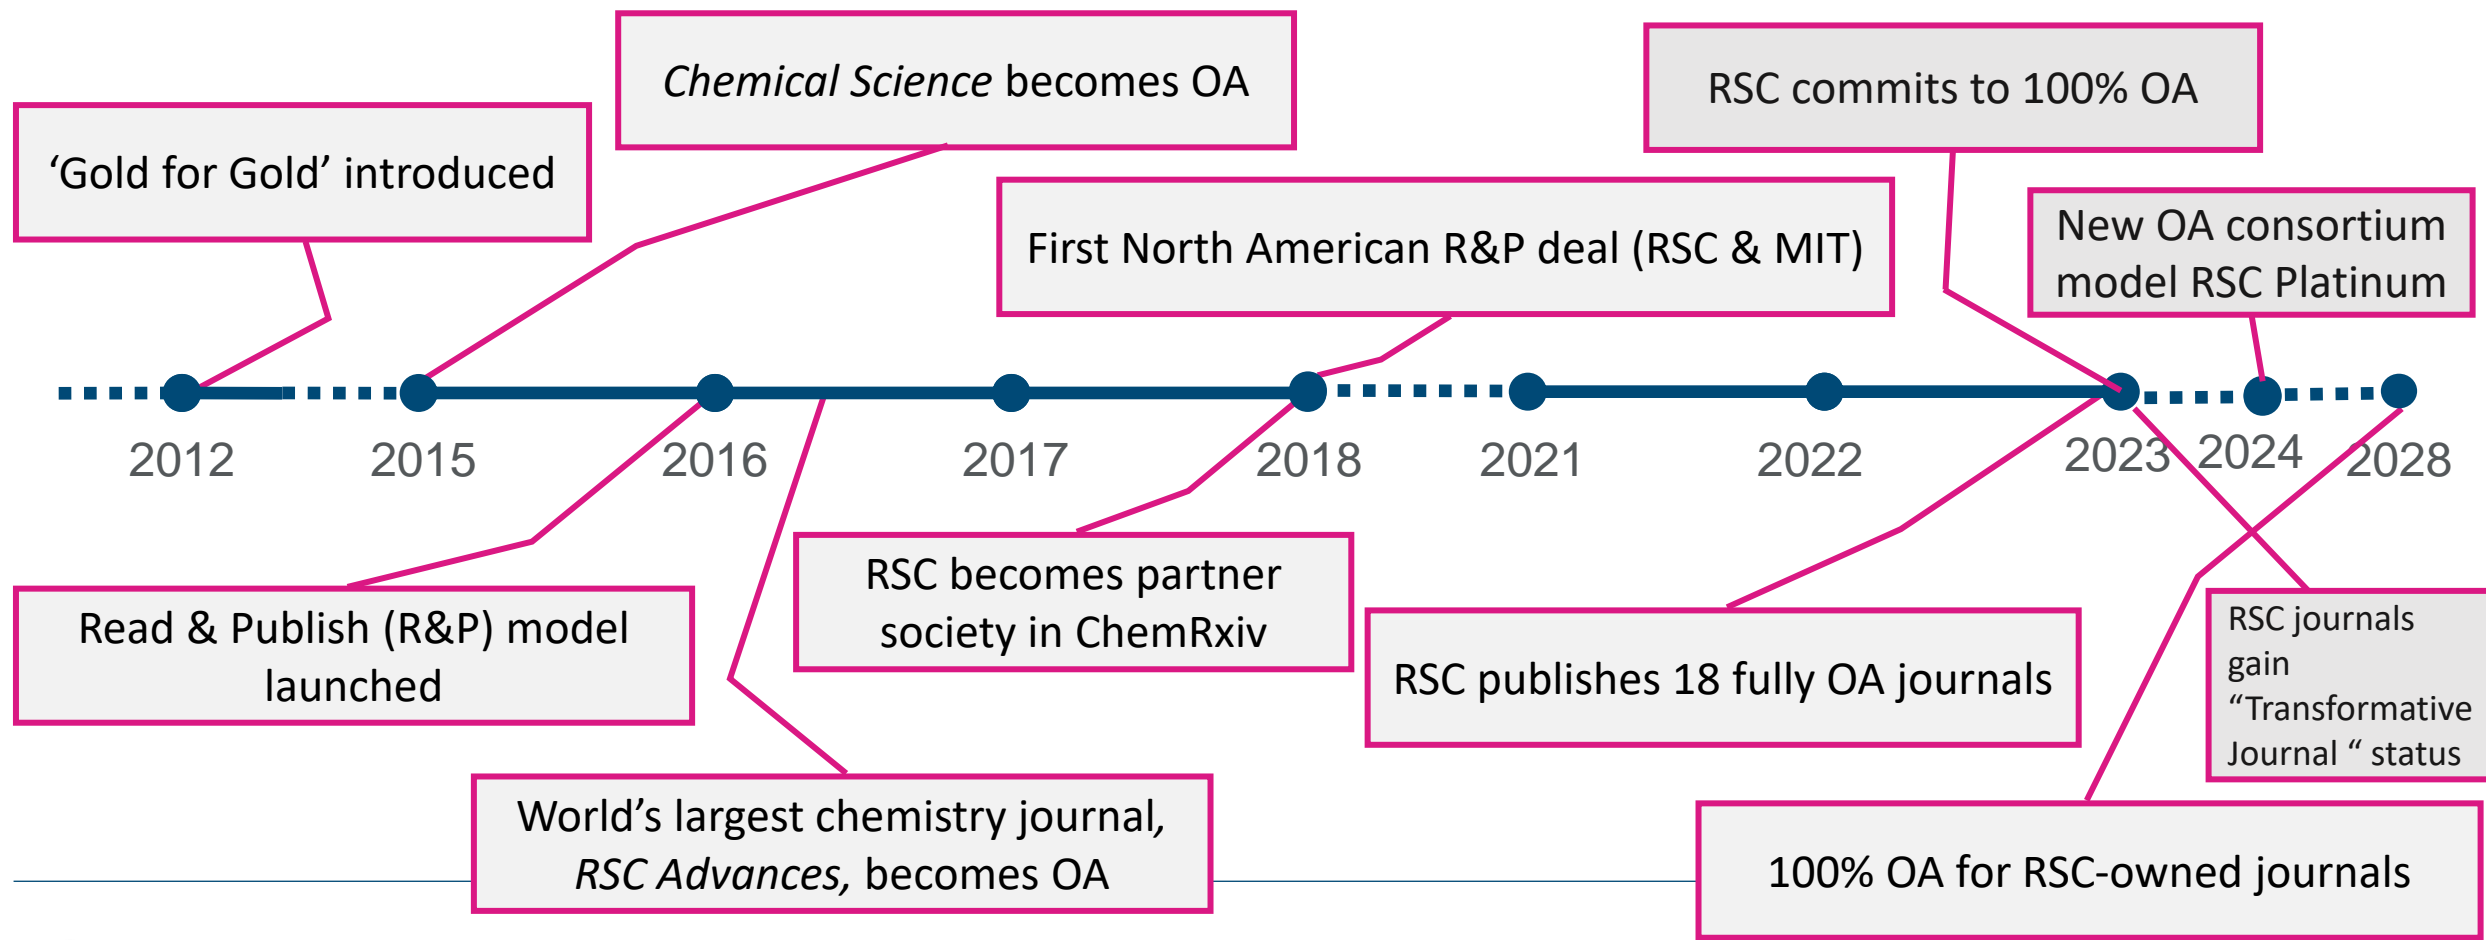 Chemical Science becomes OA
RSC commits to 100% OA
‘Gold for Gold’ introduced
First North American R&P deal (RSC & MIT)
New OA consortium
model RSC Platinum
2012
2015
2016
2017
2018
2021
2022
2023
2024
2028
Read & Publish (R&P) model
launched
RSC becomes partner
society in ChemRxiv
RSC publishes 18 fully OA journals
RSC journals
gain
“Transformative
Journal “ status
World’s largest chemistry journal,
RSC Advances, becomes OA
100% OA for RSC-owned journals